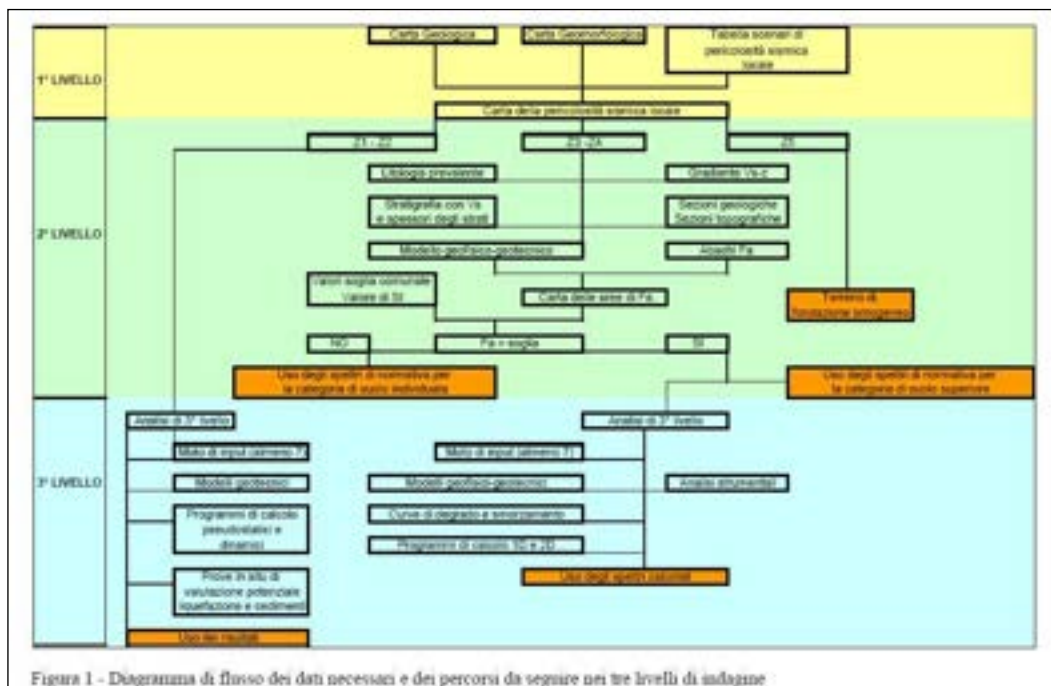 Carta Geologica
Carta Geomorfologica
Tabella scenari di
pericolosità sismica
locale
1° LIVELLO
Carta della pericolosità sismica locale
Z1 - Z2
Z3 -Z4
Z5
Litologia prevalente
Gradiente Vs-z
Stratigrafia con Vs
e spessori degli strati
Sezioni geologiche
Sezioni topografiche
2° LIVELLO
Modello geofisico-geotecnico
Abachi Fa
Valori soglia comunale
Valore di Sit
Carta delle aree di Fa
Terreno di
fondazione omogeneo
NO
Fa > soglia
SI
Uso degli spettri di normativa per
la categoria di suolo individuata
Uso degli spettri di normativa per
la categoria di suolo superiore
Analisi di 3° livello
Analisi di 3° livello
Moto di input (almeno 7)
Moto di input (almeno 7)
3° LIVELLO
Modelli geotecnici
Modelli geofisici-geotecnici
Analisi strumentali
Programmi di calcolo
pseudostatici e
dinamici
Curve di degrado e smorzamento
Programmi di calcolo 1D e 2D
Prove in situ di
valutazione potenziale
liquefazione e cedimenti
Uso degli spettri calcolati
Uso dei risultati
Figura 1 - Diagramma di flusso dei dati necessari e dei percorsi da seguire nei tre livelli di indagine